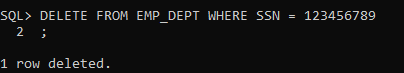 SQL> DELETE FROM EMP_DEPT WHERE SSN = 123456789
2 ;
1 row deleted.